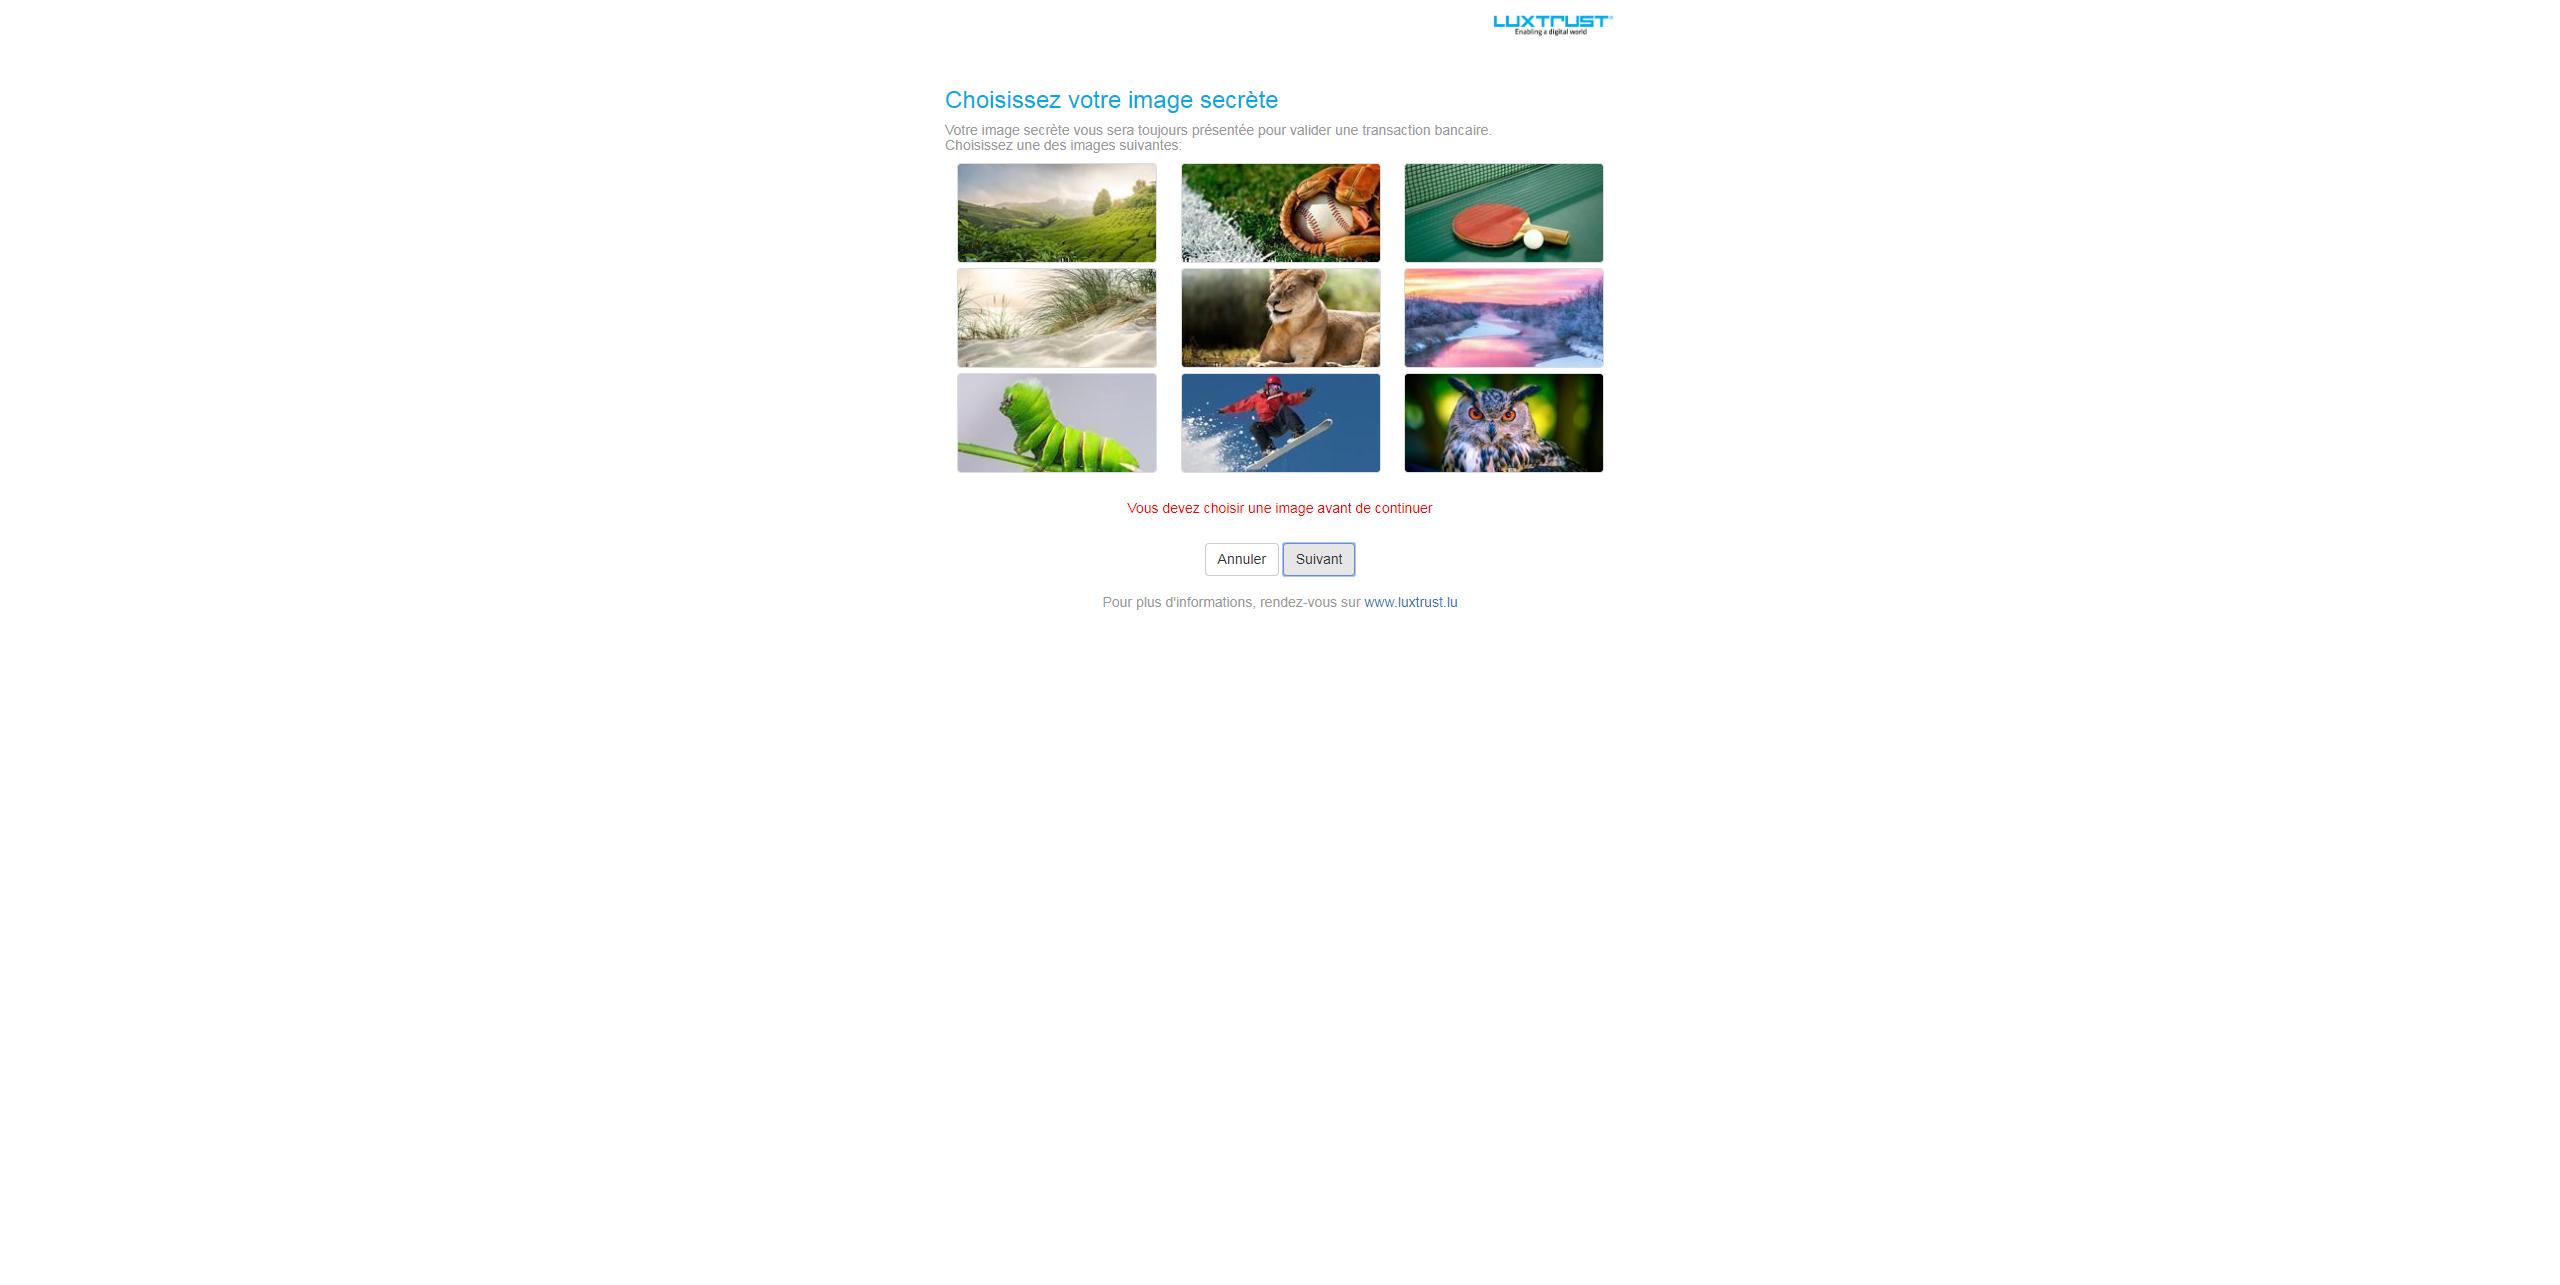 LUXTRUST
Enabling a digital world
Choisissez votre image secrète
Votre image secrète vous sera toujours présentée pour valider une transaction bancaire.
Choisissez une des images suivantes:
Vous devez choisir une image avant de continuer
Annuler
Suivant
Pour plus d'informations, rendez-vous sur www.luxtrust.lu